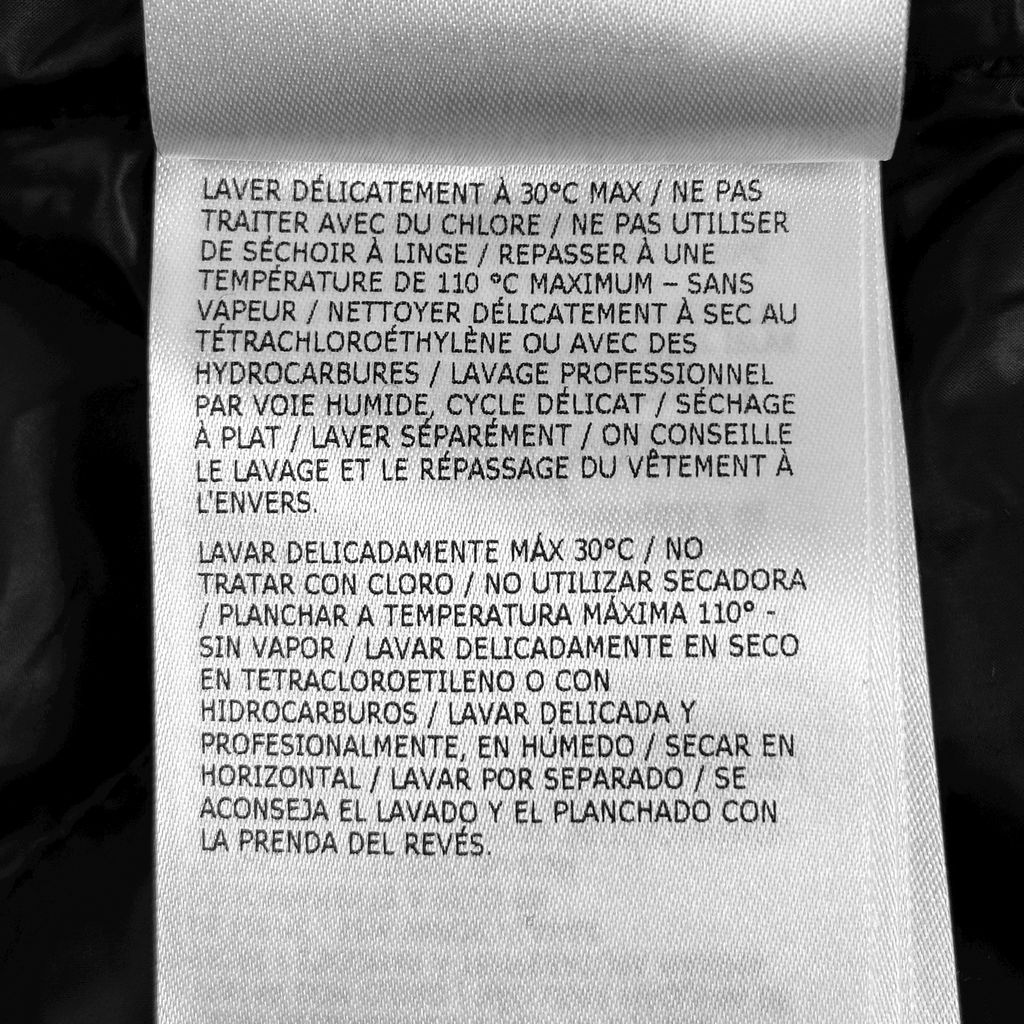 LAVER DÉLICATEMENT À 30°C MAX / NE PAS
TRAITER AVEC DU CHLORE / NE PAS UTILISER
DE SÉCHOIR À LINGE / REPASSER À UNE
TEMPÉRATURE DE 110 °C MAXIMUM – SANS
VAPEUR / NETTOYER DÉLICATEMENT À SEC AU
TÉTRACHLOROÉTHYLÈNE OU AVEC DES
HYDROCARBURES / LAVAGE PROFESSIONNEL
PAR VOIE HUMIDE, CYCLE DÉLICAT / SÉCHAGE
À PLAT / LAVER SÉPARÉMENT / ON CONSEILLE
LE LAVAGE ET LE RÉPASSAGE DU VÊTEMENT À
L'ENVERS.
LAVAR DELICADAMENTE MÁX 30°C / NO
TRATAR CON CLORO / NO UTILIZAR SECADORA
/ PLANCHAR A TEMPERATURA MÁXIMA 110° -
SIN VAPOR / LAVAR DELICADAMENTE EN SECO
EN TETRACLOROETILENO O CON
HIDROCARBUROS / LAVAR DELICADA Y
PROFESIONALMENTE, EN HÚMEDO / SECAR EN
HORIZONTAL / LAVAR POR SEPARADO / SE
ACONSEJA EL LAVADO Y EL PLANCHADO CON
LA PRENDA DEL REVÉS.